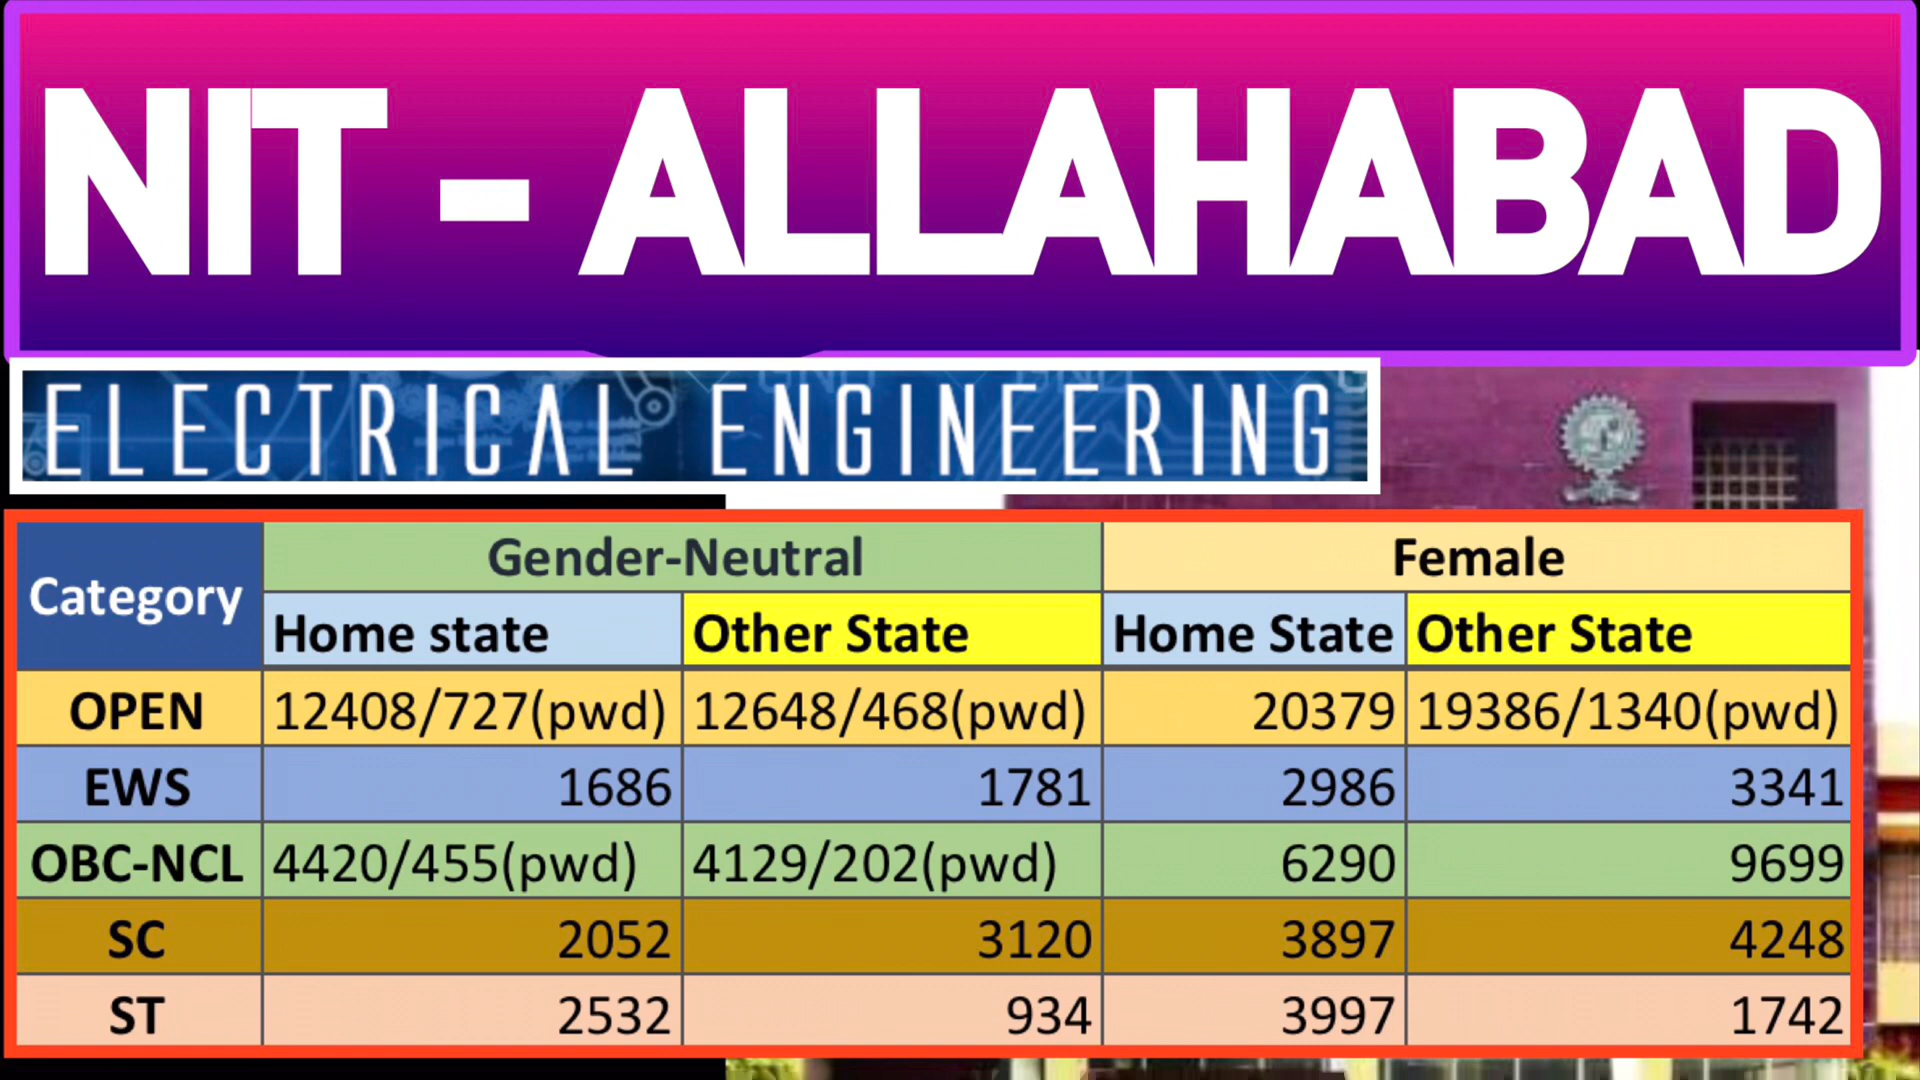 NIT - ALLAHABAD
ELECTRICAL ENGINEERING
Category Gender-Neutral Female
Home state Other State Home State Other State
OPEN 12408/727(pwd) 12648/468(pwd) 20379 19386/1340(pwd)
EWS 1686 1781 2986 3341
OBC-NCL 4420/455(pwd) 4129/202(pwd) 6290 9699
SC 2052 3120 3897 4248
ST 2532 934 3997 1742